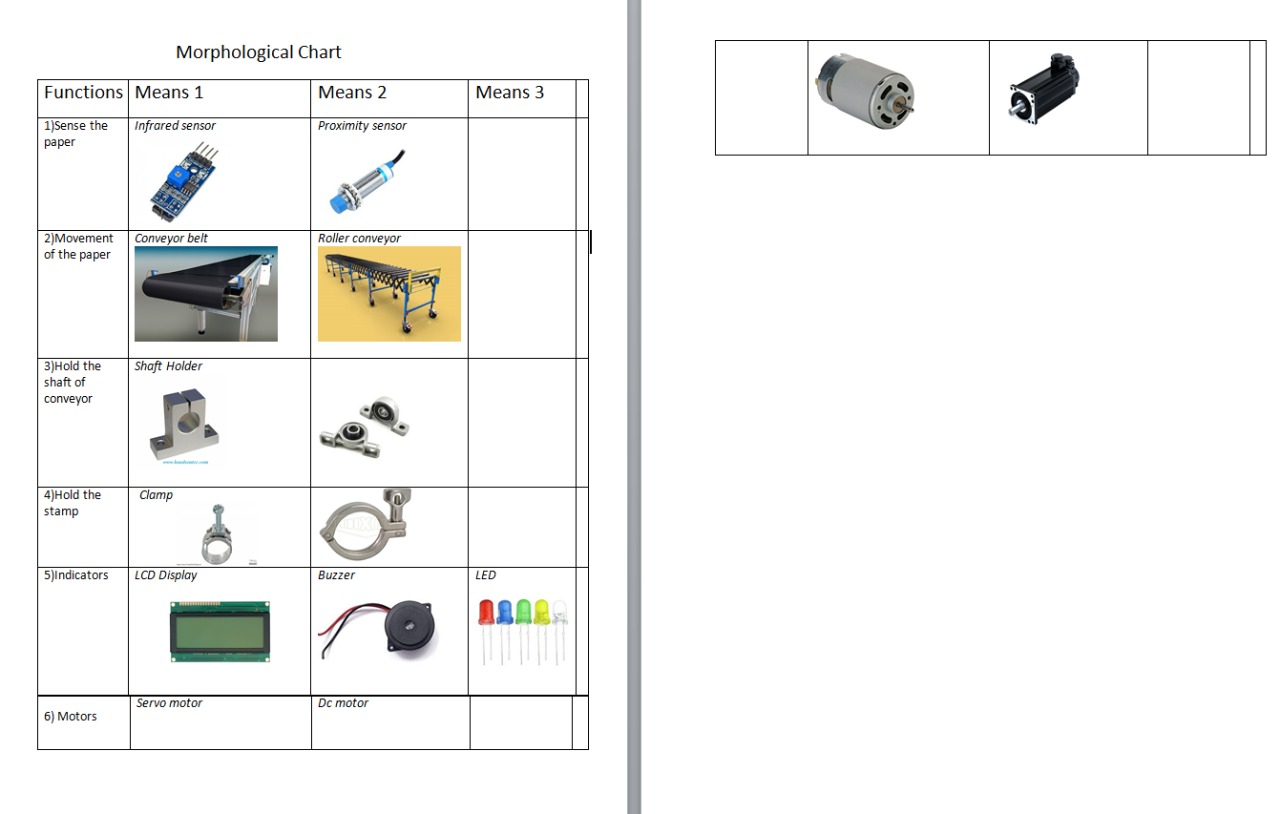 Morphological Chart
Functions Means 1 Means 2 Means 3
1)Sense the
paper
Infrared sensor
Proximity sensor
2)Movement
of the paper
Conveyor belt
Roller conveyor
3)Hold the
shaft of
conveyor
Shaft Holder
4)Hold the
stamp
Clamp
5)Indicators
LCD Display
Buzzer
LED
6) Motors
Servo motor
Dc motor